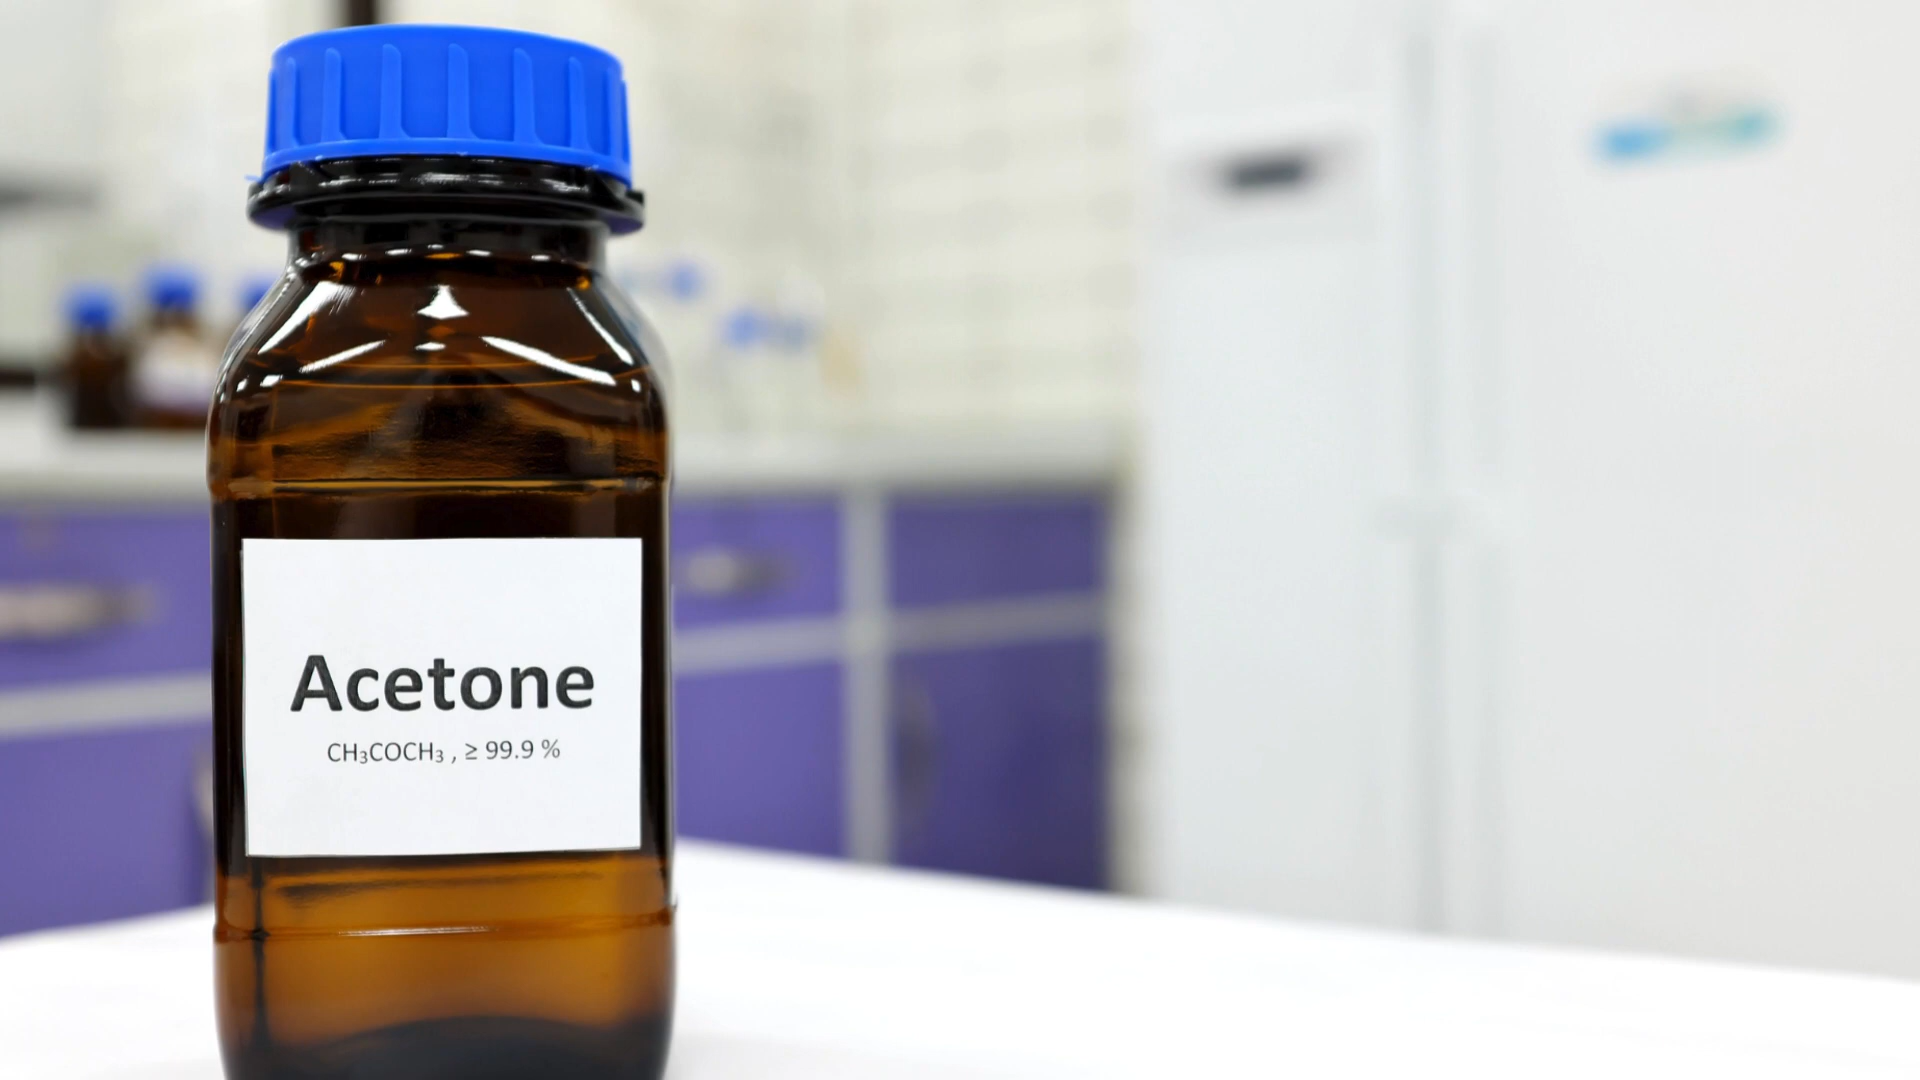 Acetone
CH₃COCH₃ , ≥ 99.9 %